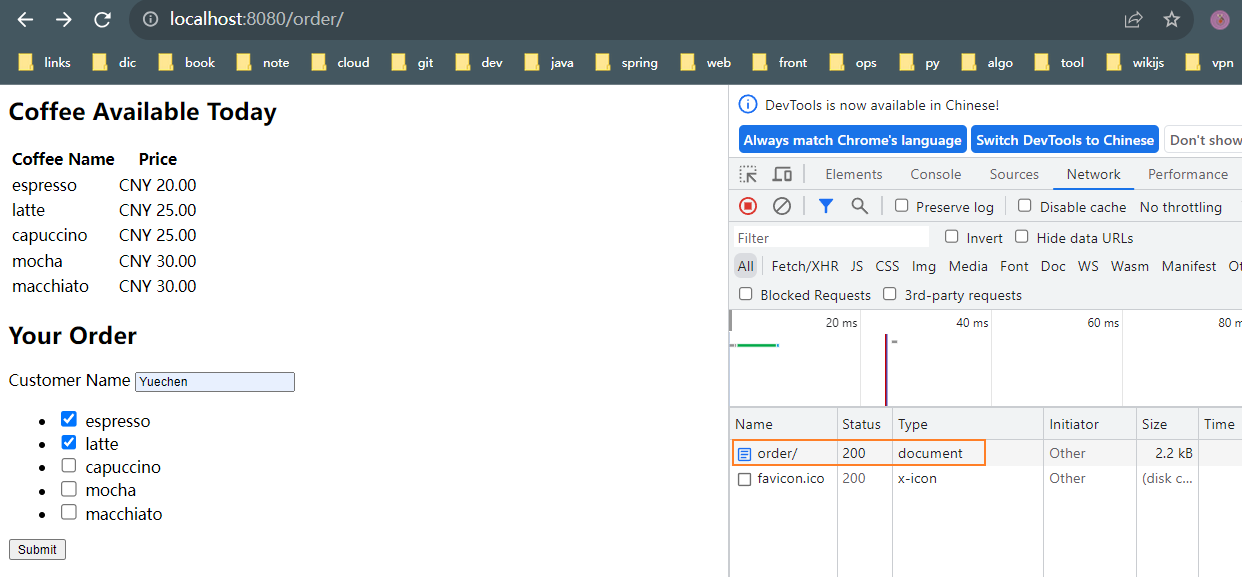 localhost:8080/order/
links dic book note cloud git dev java spring web front ops py algo tool wikijs vpn
Coffee Available Today
Coffee Name Price
espresso CNY 20.00
latte CNY 25.00
capuccino CNY 25.00
mocha CNY 30.00
macchiato CNY 30.00
Your Order
Customer Name Yuechen
espresso
latte
capuccino
mocha
macchiato
Submit
DevTools is now available in Chinese!
Always match Chrome's language Switch DevTools to Chinese Don't show
Elements Console Sources Network Performance
Preserve log Disable cache No throttling
Filter Invert Hide data URLs
All Fetch/XHR JS CSS Img Media Font Doc WS Wasm Manifest Ot
Blocked Requests 3rd-party requests
20 ms 40 ms 60 ms 80 m
Name Status Type Initiator Size Time
order/ 200 document Other 2.2 kB
favicon.ico 200 x-icon Other (disk c...